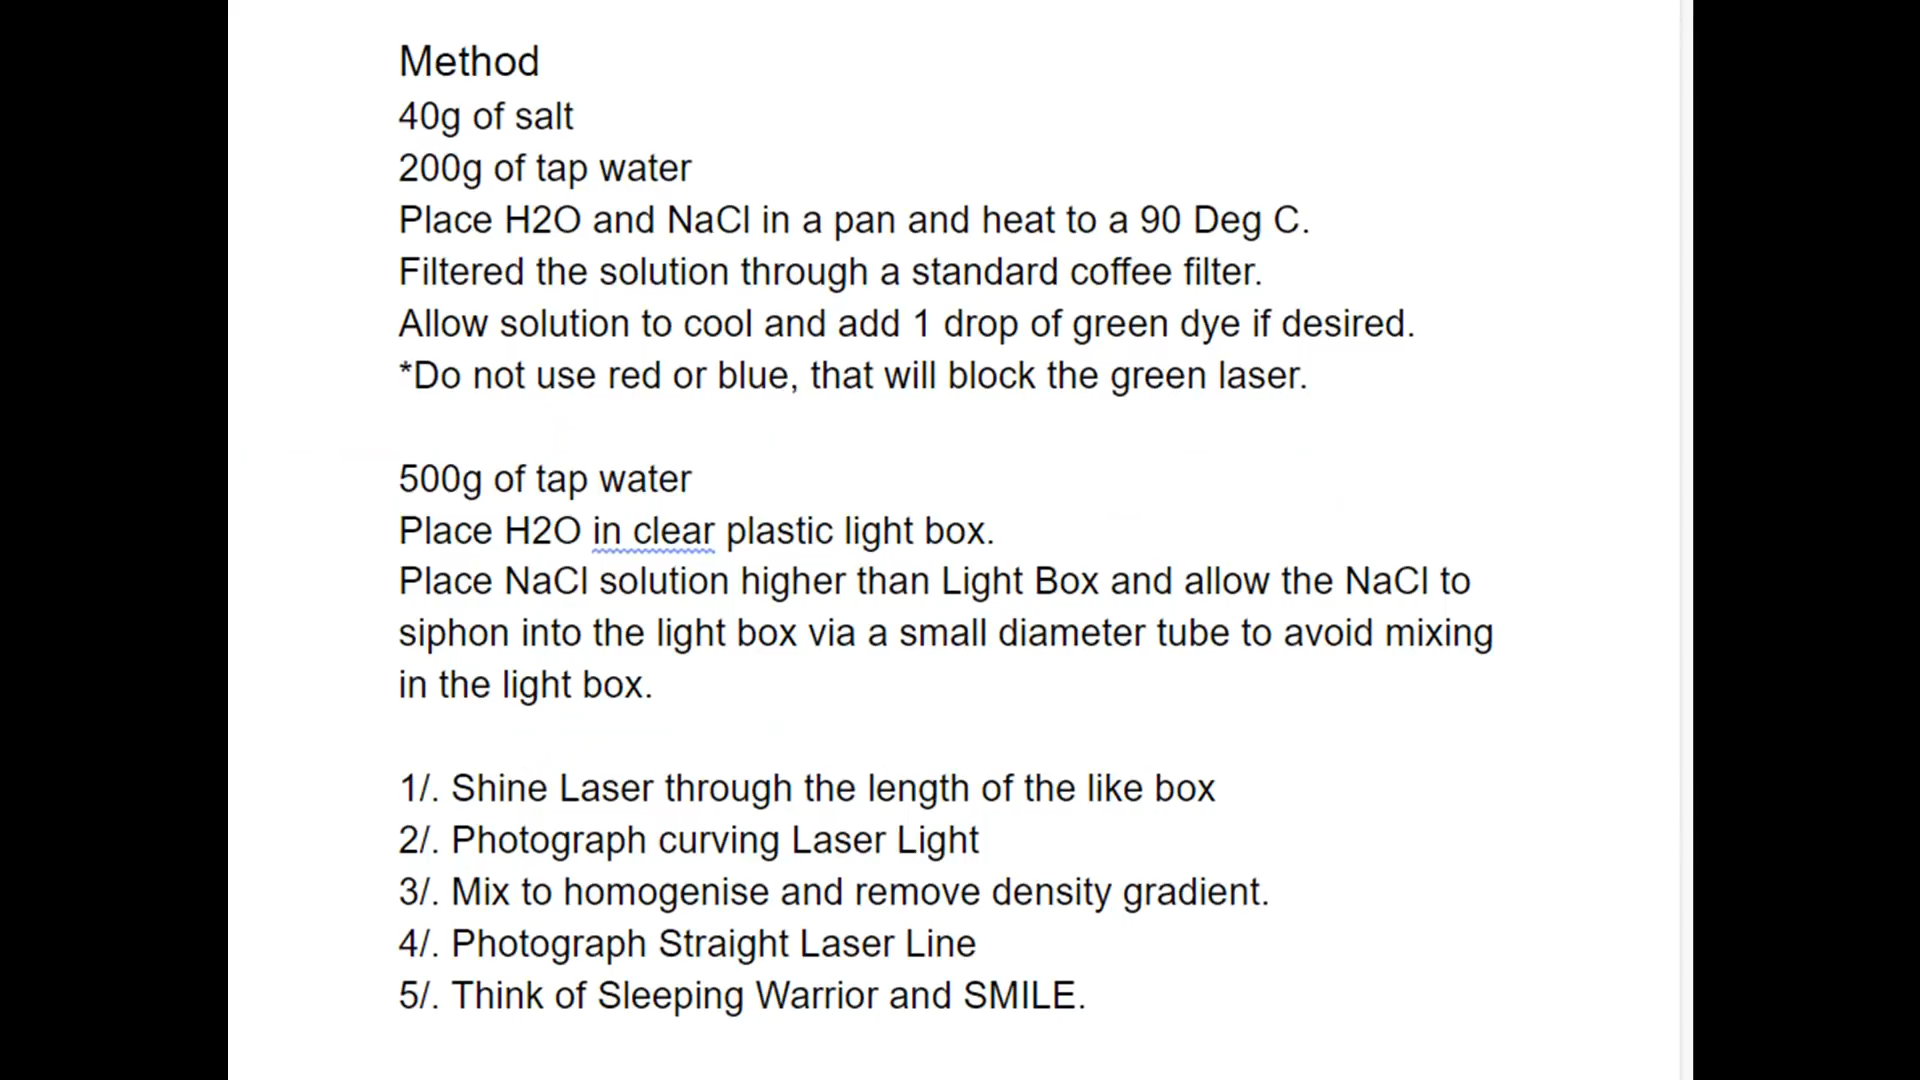 Method
40g of salt
200g of tap water
Place H2O and NaCl in a pan and heat to a 90 Deg C.
Filtered the solution through a standard coffee filter.
Allow solution to cool and add 1 drop of green dye if desired.
*Do not use red or blue, that will block the green laser.
500g of tap water
Place H2O in clear plastic light box.
Place NaCl solution higher than Light Box and allow the NaCl to
siphon into the light box via a small diameter tube to avoid mixing
in the light box.
1/. Shine Laser through the length of the like box
2/. Photograph curving Laser Light
3/. Mix to homogenise and remove density gradient.
4/. Photograph Straight Laser Line
5/. Think of Sleeping Warrior and SMILE.